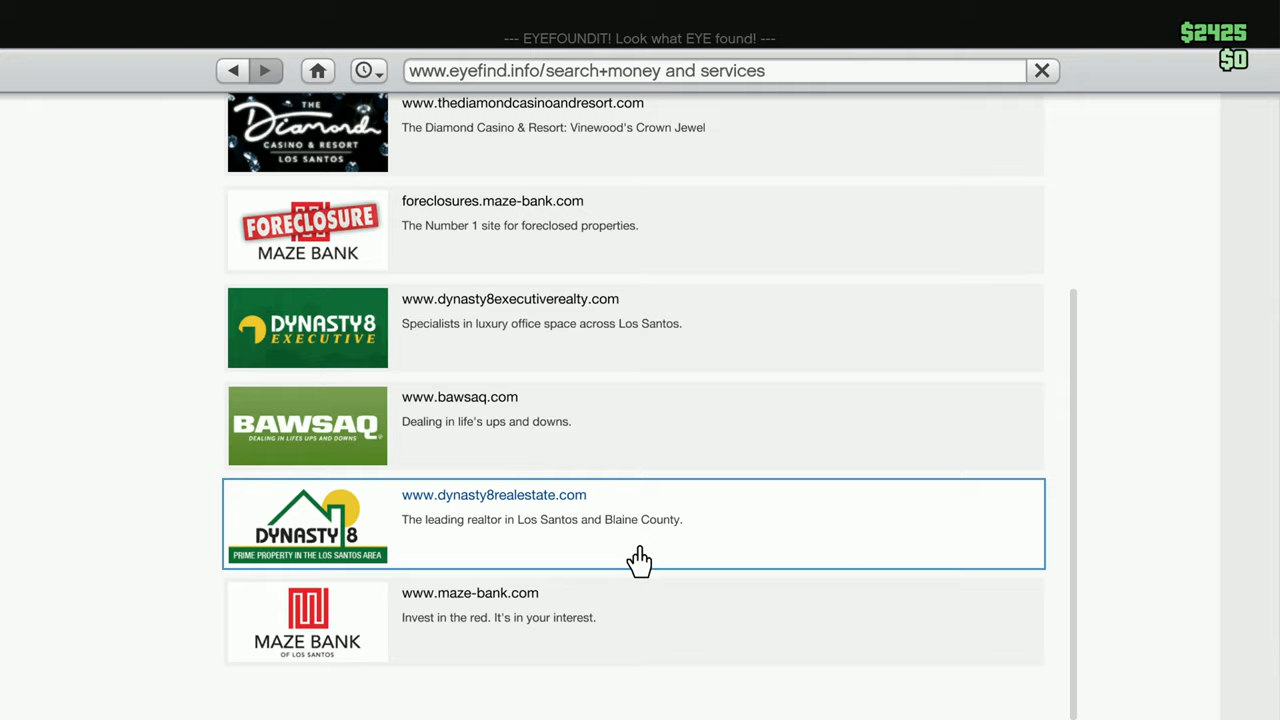 --- EYEFOUNDIT! Look what EYE found! ---
$2425
$0
www.eyefind.info/search+money and services
THE
Diamond
CASINO & RESORT
LOS SANTOS
www.thediamondcasinoandresort.com
The Diamond Casino & Resort: Vinewood's Crown Jewel
FORECLOSURE
MAZE BANK
foreclosures.maze-bank.com
The Number 1 site for foreclosed properties.
DYNASTY8
EXECUTIVE
www.dynasty8executiverealty.com
Specialists in luxury office space across Los Santos.
BAWSAQ
DEALING IN LIFES UPS AND DOWNS
www.bawsaq.com
Dealing in life's ups and downs.
DYNASTY 8
PRIME PROPERTY IN THE LOS SANTOS AREA
www.dynasty8realestate.com
The leading realtor in Los Santos and Blaine County.
MAZE BANK
OF LOS SANTOS
www.maze-bank.com
Invest in the red. It's in your interest.